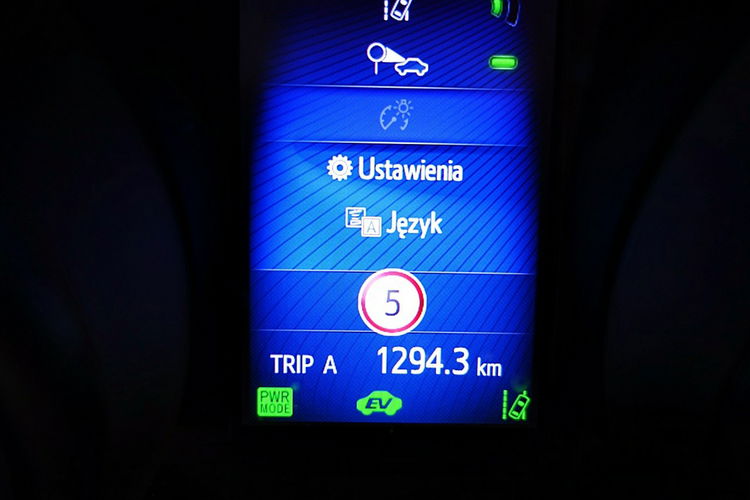 Ustawienia
A Język
5
TRIP A 1294.3 km
PWR MODE
EV